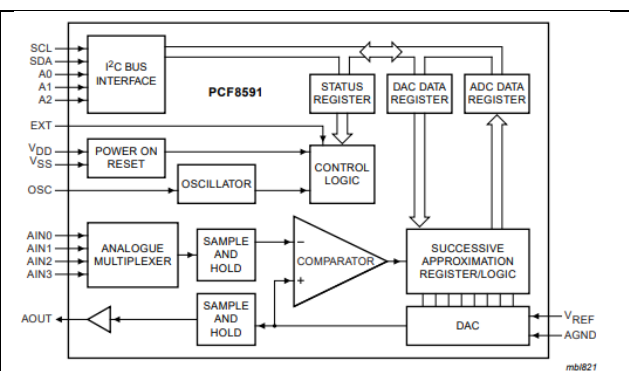 SCL
SDA
A0
A1
A2
I²C BUS
INTERFACE
PCF8591
STATUS
REGISTER
DAC DATA
REGISTER
ADC DATA
REGISTER
EXT
VDD
VSS
POWER ON
RESET
CONTROL
LOGIC
OSC
OSCILLATOR
AIN0
AIN1
AIN2
AIN3
ANALOGUE
MULTIPLEXER
SAMPLE
AND
HOLD
−
COMPARATOR
+
SUCCESSIVE
APPROXIMATION
REGISTER/LOGIC
AOUT
SAMPLE
AND
HOLD
DAC
VREF
AGND
mbl821